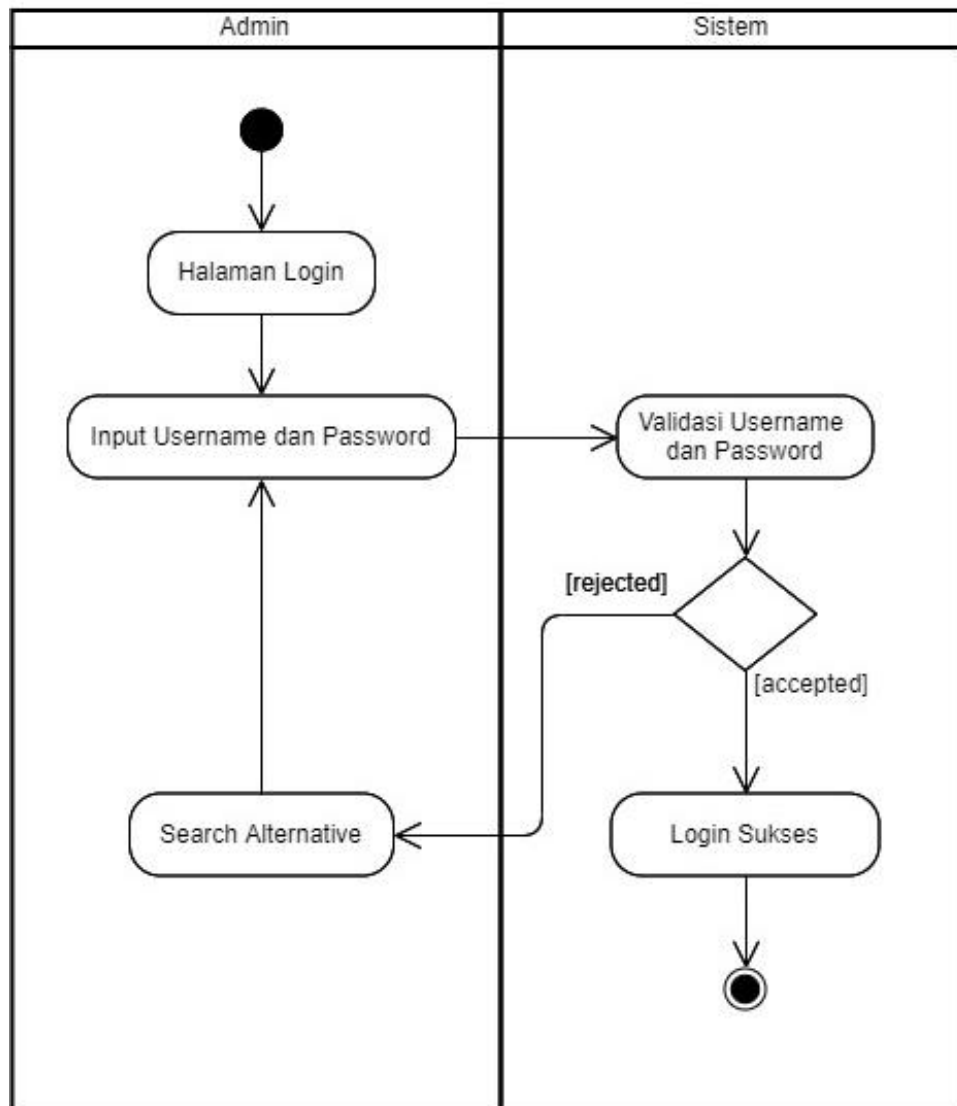 Admin
Sistem
Halaman Login
Input Username dan Password
Validasi Username
dan Password
[rejected]
[accepted]
Search Alternative
Login Sukses